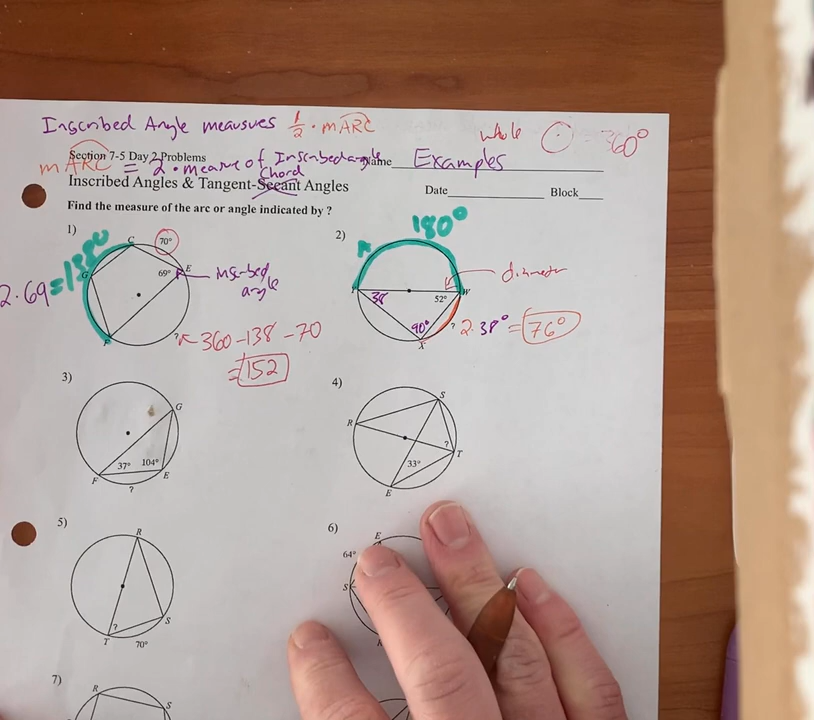 Inscribed Angle measures 1/2 · mARC
whole = 360°
Section 7-5 Day 2 Problems
Name Examples
mARC = 2 · measure of Inscribed angle
Chord
Inscribed Angles & Tangent-Secant Angles
Date Block
Find the measure of the arc or angle indicated by ?
1)
C
70°
G
69°
E
F
?
2·69=138°
Inscribed
angle
360-138-70
=152
2)
180°
diameter
Y
W
38
52°
90°
X
?
2·38° = 76°
3)
G
37°
104°
F
E
?
4)
S
R
?
T
33°
E
5)
R
?
S
T
70°
6)
E
64°
S
7)
R
S